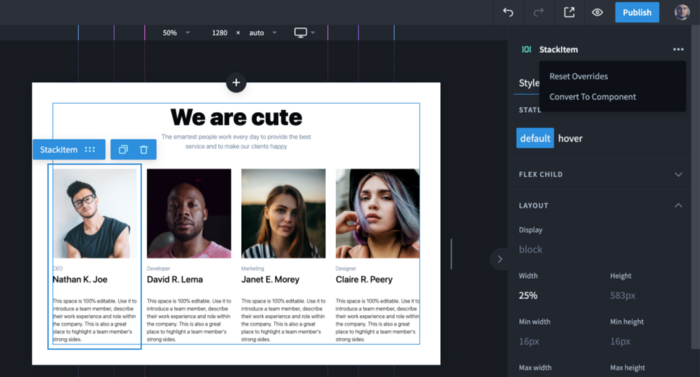 Publish
50% 1280 × auto
StackItem
Reset Overrides
Convert To Component
Style
STATE
default hover
FLEX CHILD
LAYOUT
Display
block
Width Height
25% 583px
Min width Min height
16px 16px
Max width Max height
We are cute
The smartest people work every day to provide the best
service and to make our clients happy
StackItem
CEO
Nathan K. Joe
This space is 100% editable. Use it to
introduce a team member, describe
their work experience and role within
the company. This is also a great
place to highlight a team member's
strong sides.
Developer
David R. Lema
This space is 100% editable. Use it to
introduce a team member, describe
their work experience and role within
the company. This is also a great
place to highlight a team member's
strong sides.
Marketing
Janet E. Morey
This space is 100% editable. Use it to
introduce a team member, describe
their work experience and role within
the company. This is also a great
place to highlight a team member's
strong sides.
Designer
Claire R. Peery
This space is 100% editable. Use it to
introduce a team member, describe
their work experience and role within
the company. This is also a great
place to highlight a team member's
strong sides.